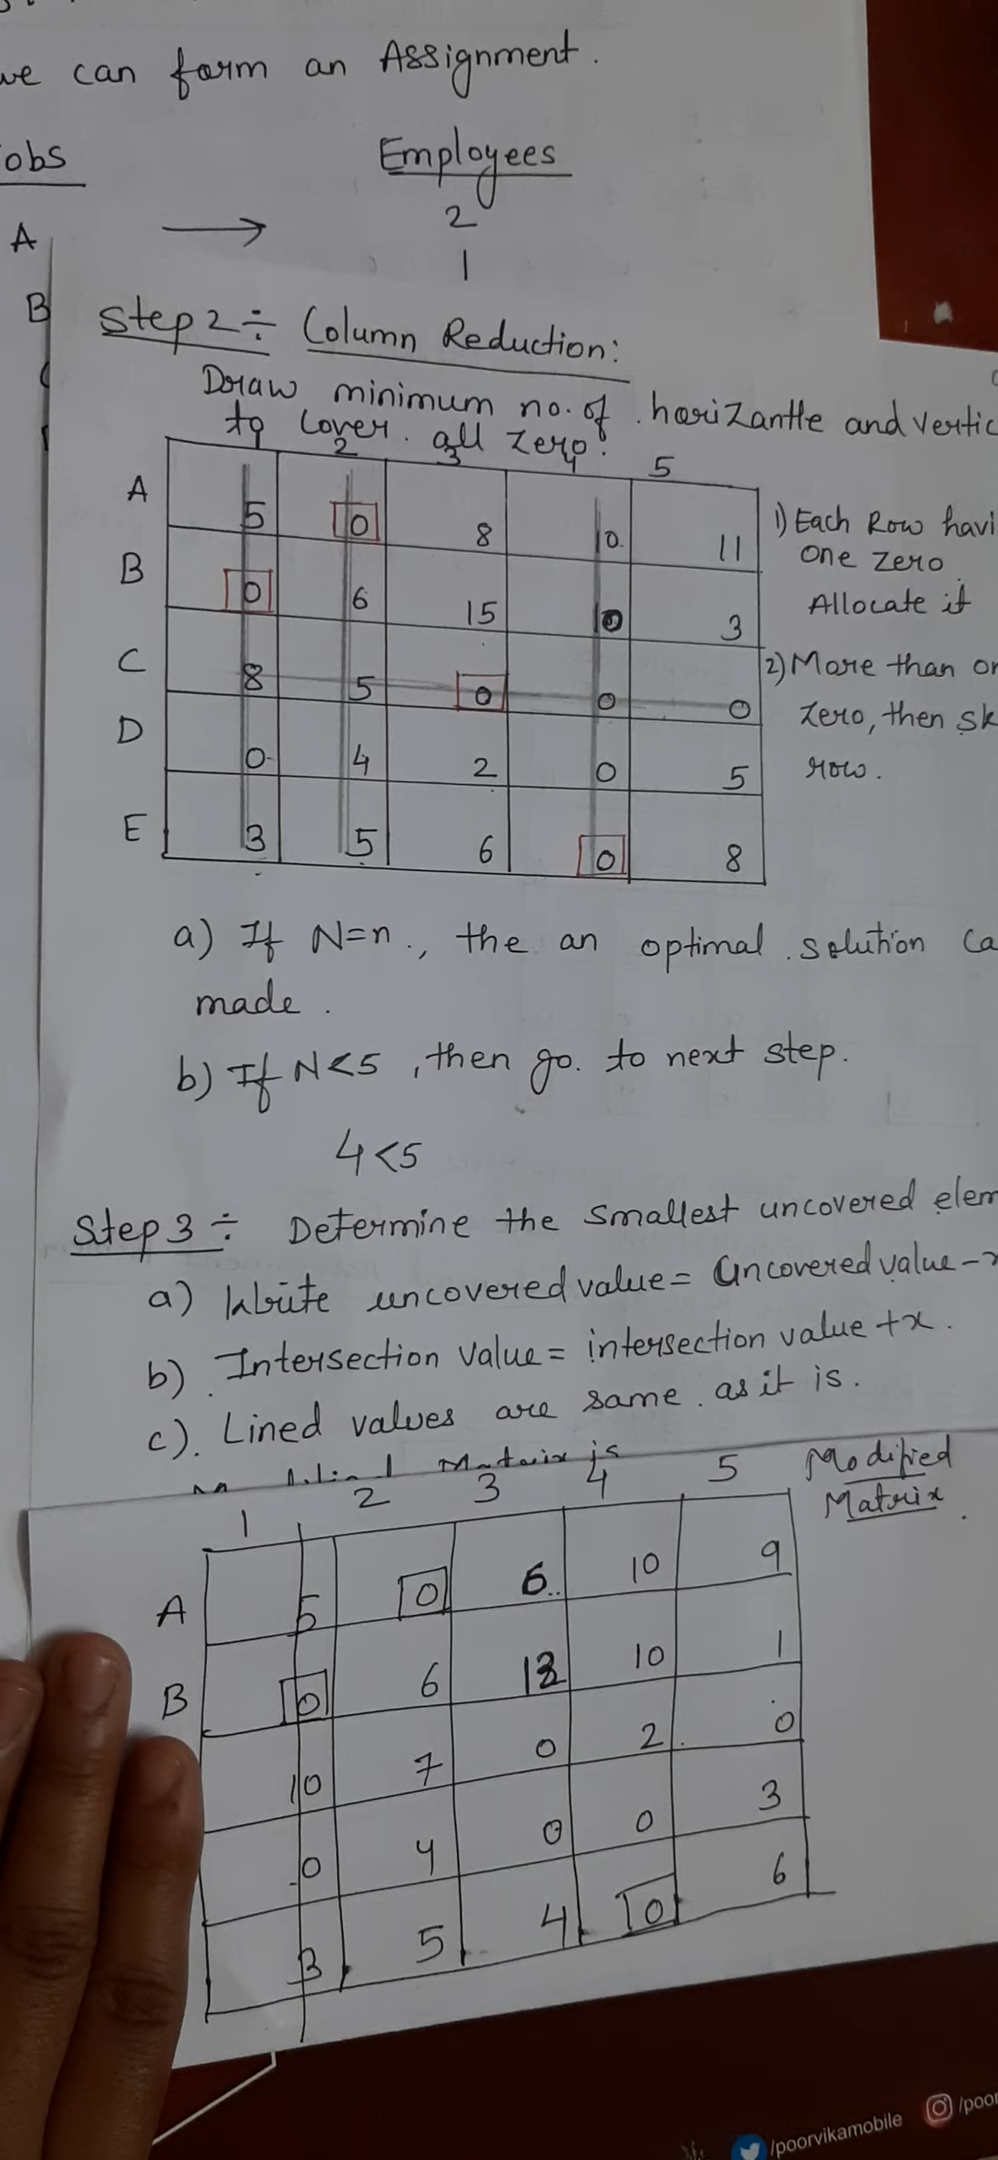 we can form an Assignment.
obs
Employees
A → 2
1
B
Step 2÷ Column Reduction:
Draw minimum no. of horizantle and vertic
to Cover all zero.
2 3 4 5
A 5 0 8 10 11
B 0 6 15 10 3
C 8 5 0 0 0
D 0 4 2 0 5
E 3 5 6 0 8
1) Each Row havi
one zero
Allocate it
2) More than or
zero, then sk
row.
a) If N=n., the an optimal solution Ca
made.
b) If N<5, then go to next step.
4<5
Step 3÷ Determine the smallest uncovered elem
a) Write uncovered value = Uncovered value -x
b). Intersection value = intersection value +x.
c). Lined values are same as it is.
Matrix is
1 2 3 4 5
Modified
Matrix.
A 5 0 6 10 9
B 0 6 13 10 1
10 7 0 2 0
0 4 0 0 3
3 5 4 0 6
/poorvikamobile
/poor